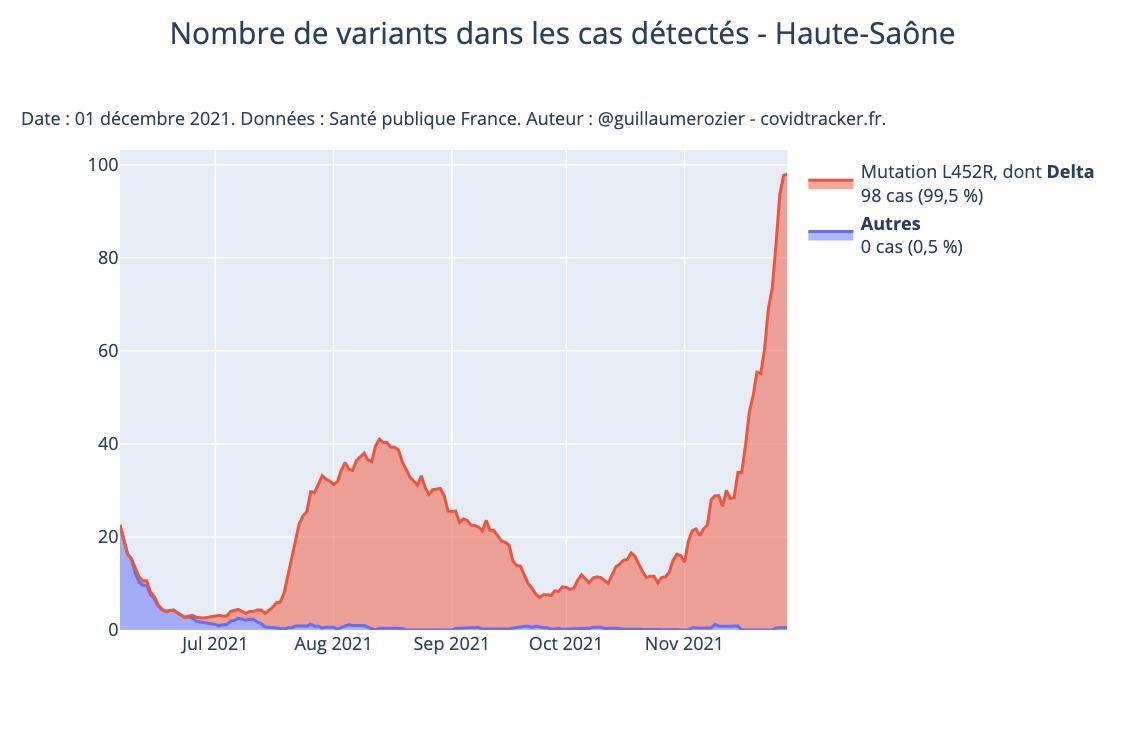 Nombre de variants dans les cas détectés - Haute-Saône
Date : 01 décembre 2021. Données : Santé publique France. Auteur : @guillaumerozier - covidtracker.fr.
100
80
60
40
20
0
Jul 2021
Aug 2021
Sep 2021
Oct 2021
Nov 2021
Mutation L452R, dont Delta
98 cas (99,5 %)
Autres
0 cas (0,5 %)